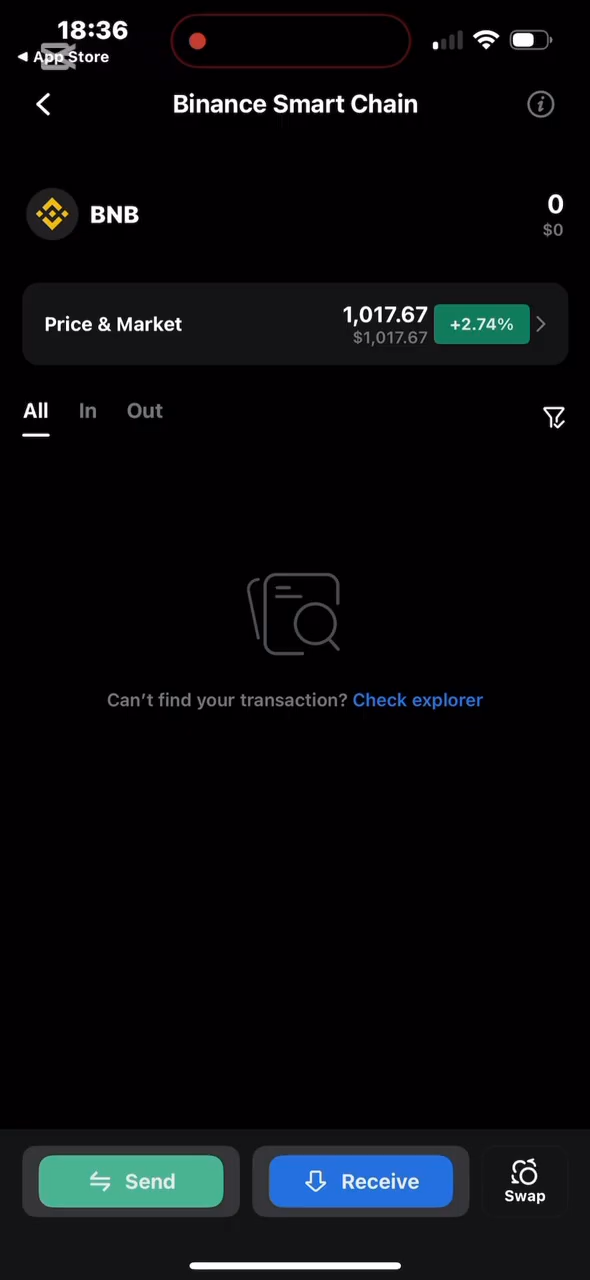 18:36
◀ App Store
Binance Smart Chain
BNB
0
$0
Price & Market
1,017.67
$1,017.67
+2.74%
All In Out
Can't find your transaction? Check explorer
Send
Receive
Swap